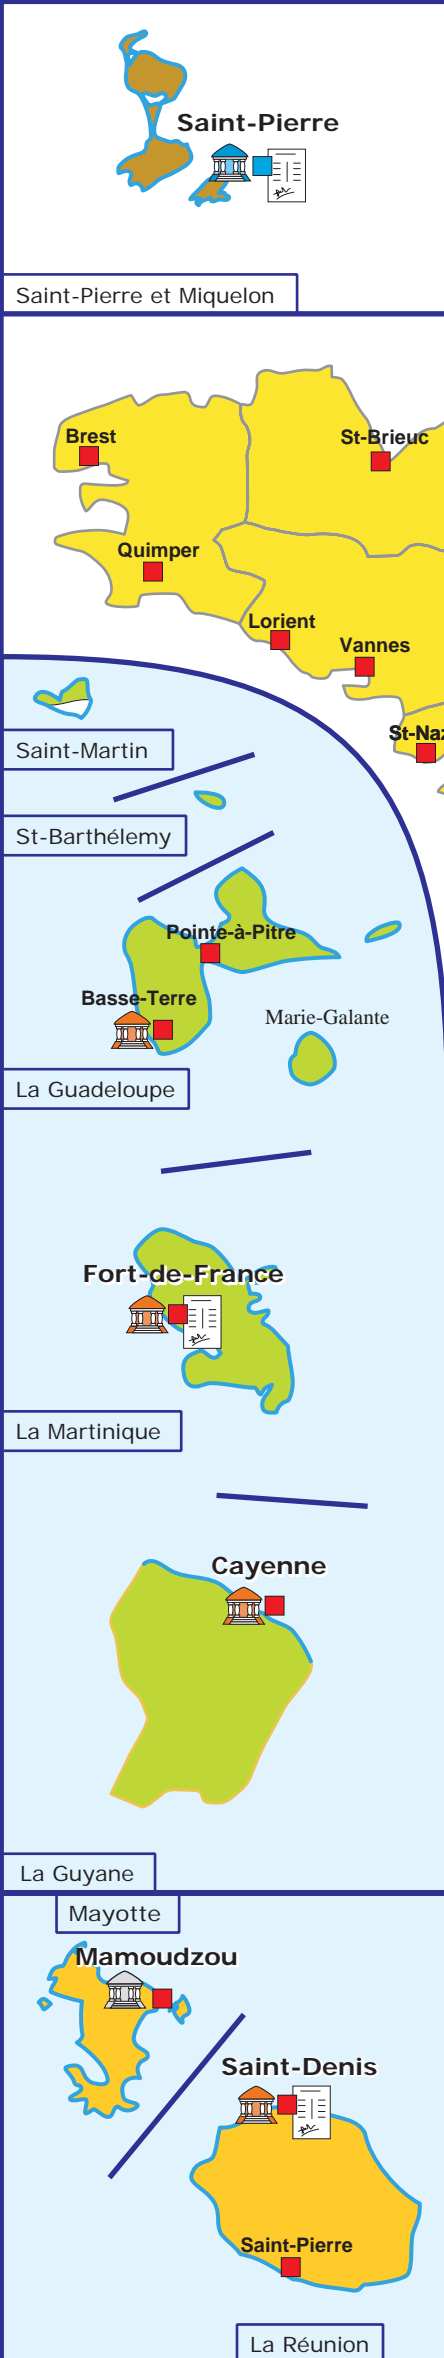 Saint-Pierre
Saint-Pierre et Miquelon
Brest
St-Brieuc
Quimper
Lorient
Vannes
St-Naz
Saint-Martin
St-Barthélemy
Pointe-à-Pitre
Basse-Terre
Marie-Galante
La Guadeloupe
Fort-de-France
La Martinique
Cayenne
La Guyane
Mayotte
Mamoudzou
Saint-Denis
Saint-Pierre
La Réunion